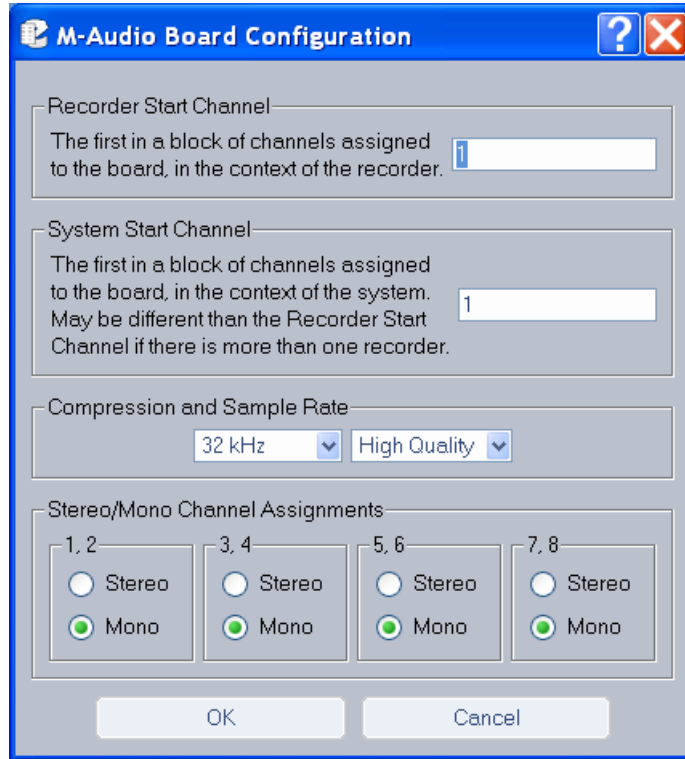 M-Audio Board Configuration
Recorder Start Channel
The first in a block of channels assigned
to the board, in the context of the recorder.
1
System Start Channel
The first in a block of channels assigned
to the board, in the context of the system.
May be different than the Recorder Start
Channel if there is more than one recorder.
1
Compression and Sample Rate
32 kHz High Quality
Stereo/Mono Channel Assignments
1, 2 3, 4 5, 6 7, 8
Stereo Stereo Stereo Stereo
Mono Mono Mono Mono
OK Cancel